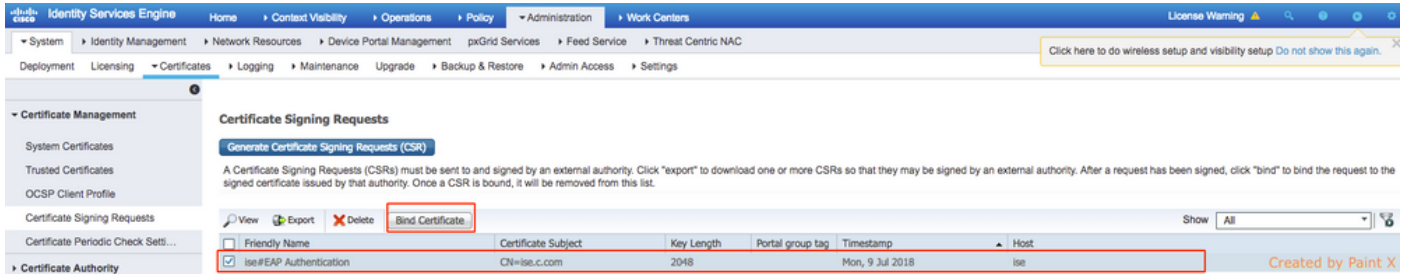 cisco Identity Services Engine Home Context Visibility Operations Policy Administration Work Centers License Warning
System Identity Management Network Resources Device Portal Management pxGrid Services Feed Service Threat Centric NAC
Click here to do wireless setup and visibility setup Do not show this again.
Deployment Licensing Certificates Logging Maintenance Upgrade Backup & Restore Admin Access Settings
Certificate Management
System Certificates
Trusted Certificates
OCSP Client Profile
Certificate Signing Requests
Certificate Periodic Check Setti...
Certificate Authority
Certificate Signing Requests
Generate Certificate Signing Requests (CSR)
A Certificate Signing Requests (CSRs) must be sent to and signed by an external authority. Click "export" to download one or more CSRs so that they may be signed by an external authority. After a request has been signed, click "bind" to bind the request to the
signed certificate issued by that authority. Once a CSR is bound, it will be removed from this list.
View Export Delete Bind Certificate Show All
Friendly Name Certificate Subject Key Length Portal group tag Timestamp Host
ise#EAP Authentication CN=ise.c.com 2048 Mon, 9 Jul 2018 ise
Created by Paint X